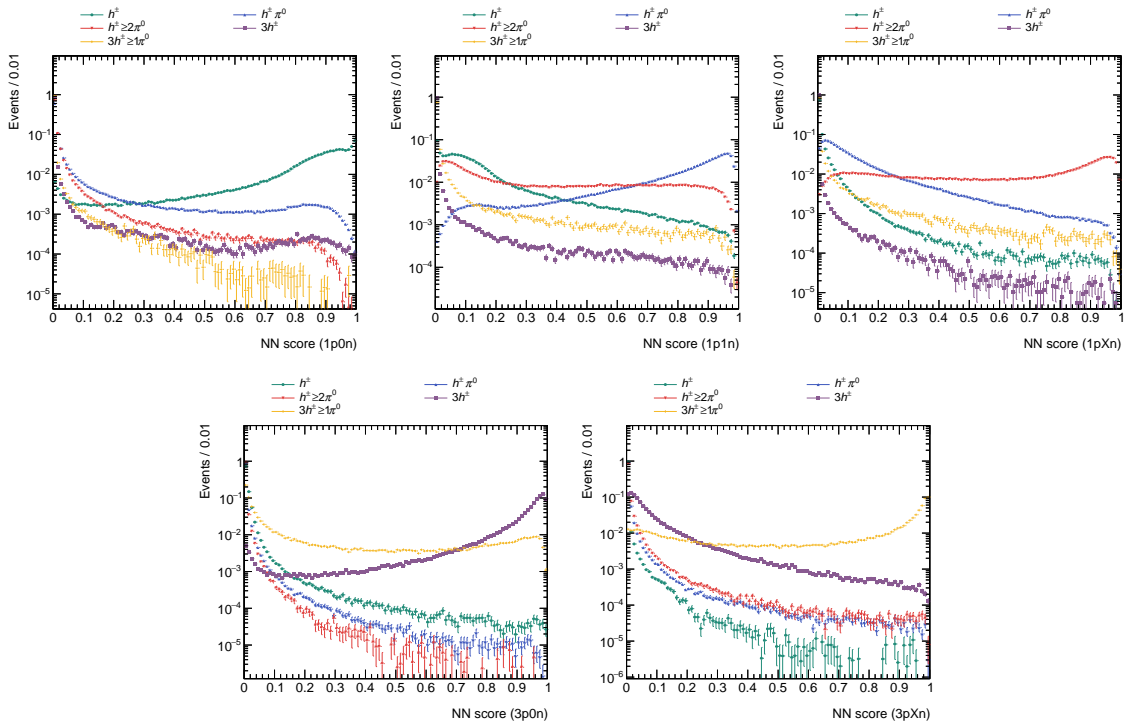 h± h±π⁰
h±≥2π⁰ 3h±
3h±≥1π⁰
Events / 0.01
1
10⁻¹
10⁻²
10⁻³
10⁻⁴
10⁻⁵
0 0.1 0.2 0.3 0.4 0.5 0.6 0.7 0.8 0.9 1
NN score (1p0n)
h± h±π⁰
h±≥2π⁰ 3h±
3h±≥1π⁰
Events / 0.01
1
10⁻¹
10⁻²
10⁻³
10⁻⁴
0 0.1 0.2 0.3 0.4 0.5 0.6 0.7 0.8 0.9 1
NN score (1p1n)
h± h±π⁰
h±≥2π⁰ 3h±
3h±≥1π⁰
Events / 0.01
1
10⁻¹
10⁻²
10⁻³
10⁻⁴
10⁻⁵
0 0.1 0.2 0.3 0.4 0.5 0.6 0.7 0.8 0.9 1
NN score (1pXn)
h± h±π⁰
h±≥2π⁰ 3h±
3h±≥1π⁰
Events / 0.01
1
10⁻¹
10⁻²
10⁻³
10⁻⁴
10⁻⁵
0 0.1 0.2 0.3 0.4 0.5 0.6 0.7 0.8 0.9 1
NN score (3p0n)
h± h±π⁰
h±≥2π⁰ 3h±
3h±≥1π⁰
Events / 0.01
1
10⁻¹
10⁻²
10⁻³
10⁻⁴
10⁻⁵
10⁻⁶
0 0.1 0.2 0.3 0.4 0.5 0.6 0.7 0.8 0.9 1
NN score (3pXn)